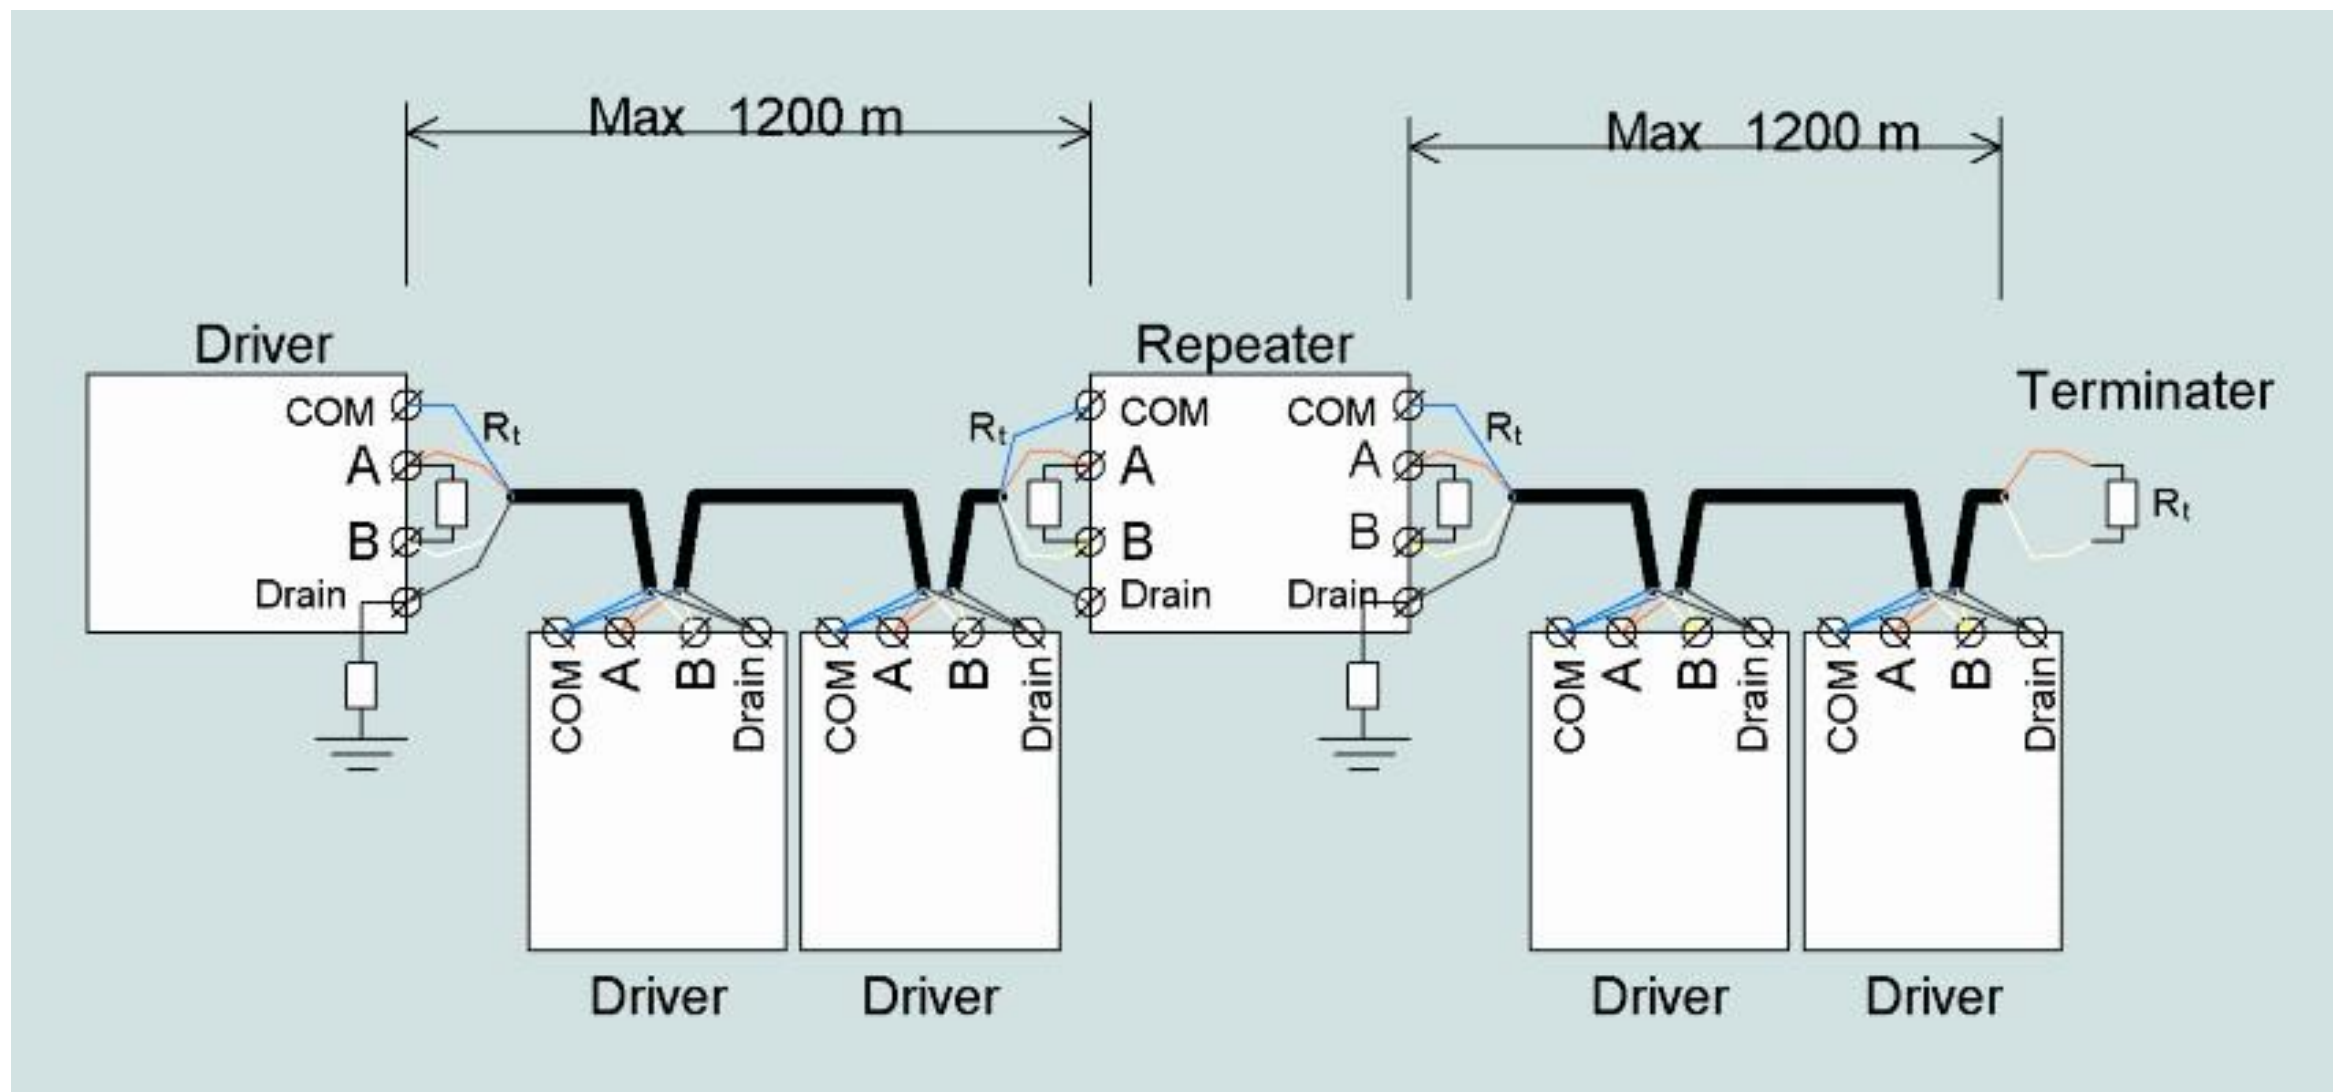 Max 1200 m
Max 1200 m
Driver
Repeater
Terminater
COM
Rt
Rt
COM
COM
Rt
A
A
A
B
B
B
Rt
Drain
Drain
Drain
COM
A
B
Drain
COM
A
B
Drain
COM
A
B
Drain
COM
A
B
Drain
Driver
Driver
Driver
Driver